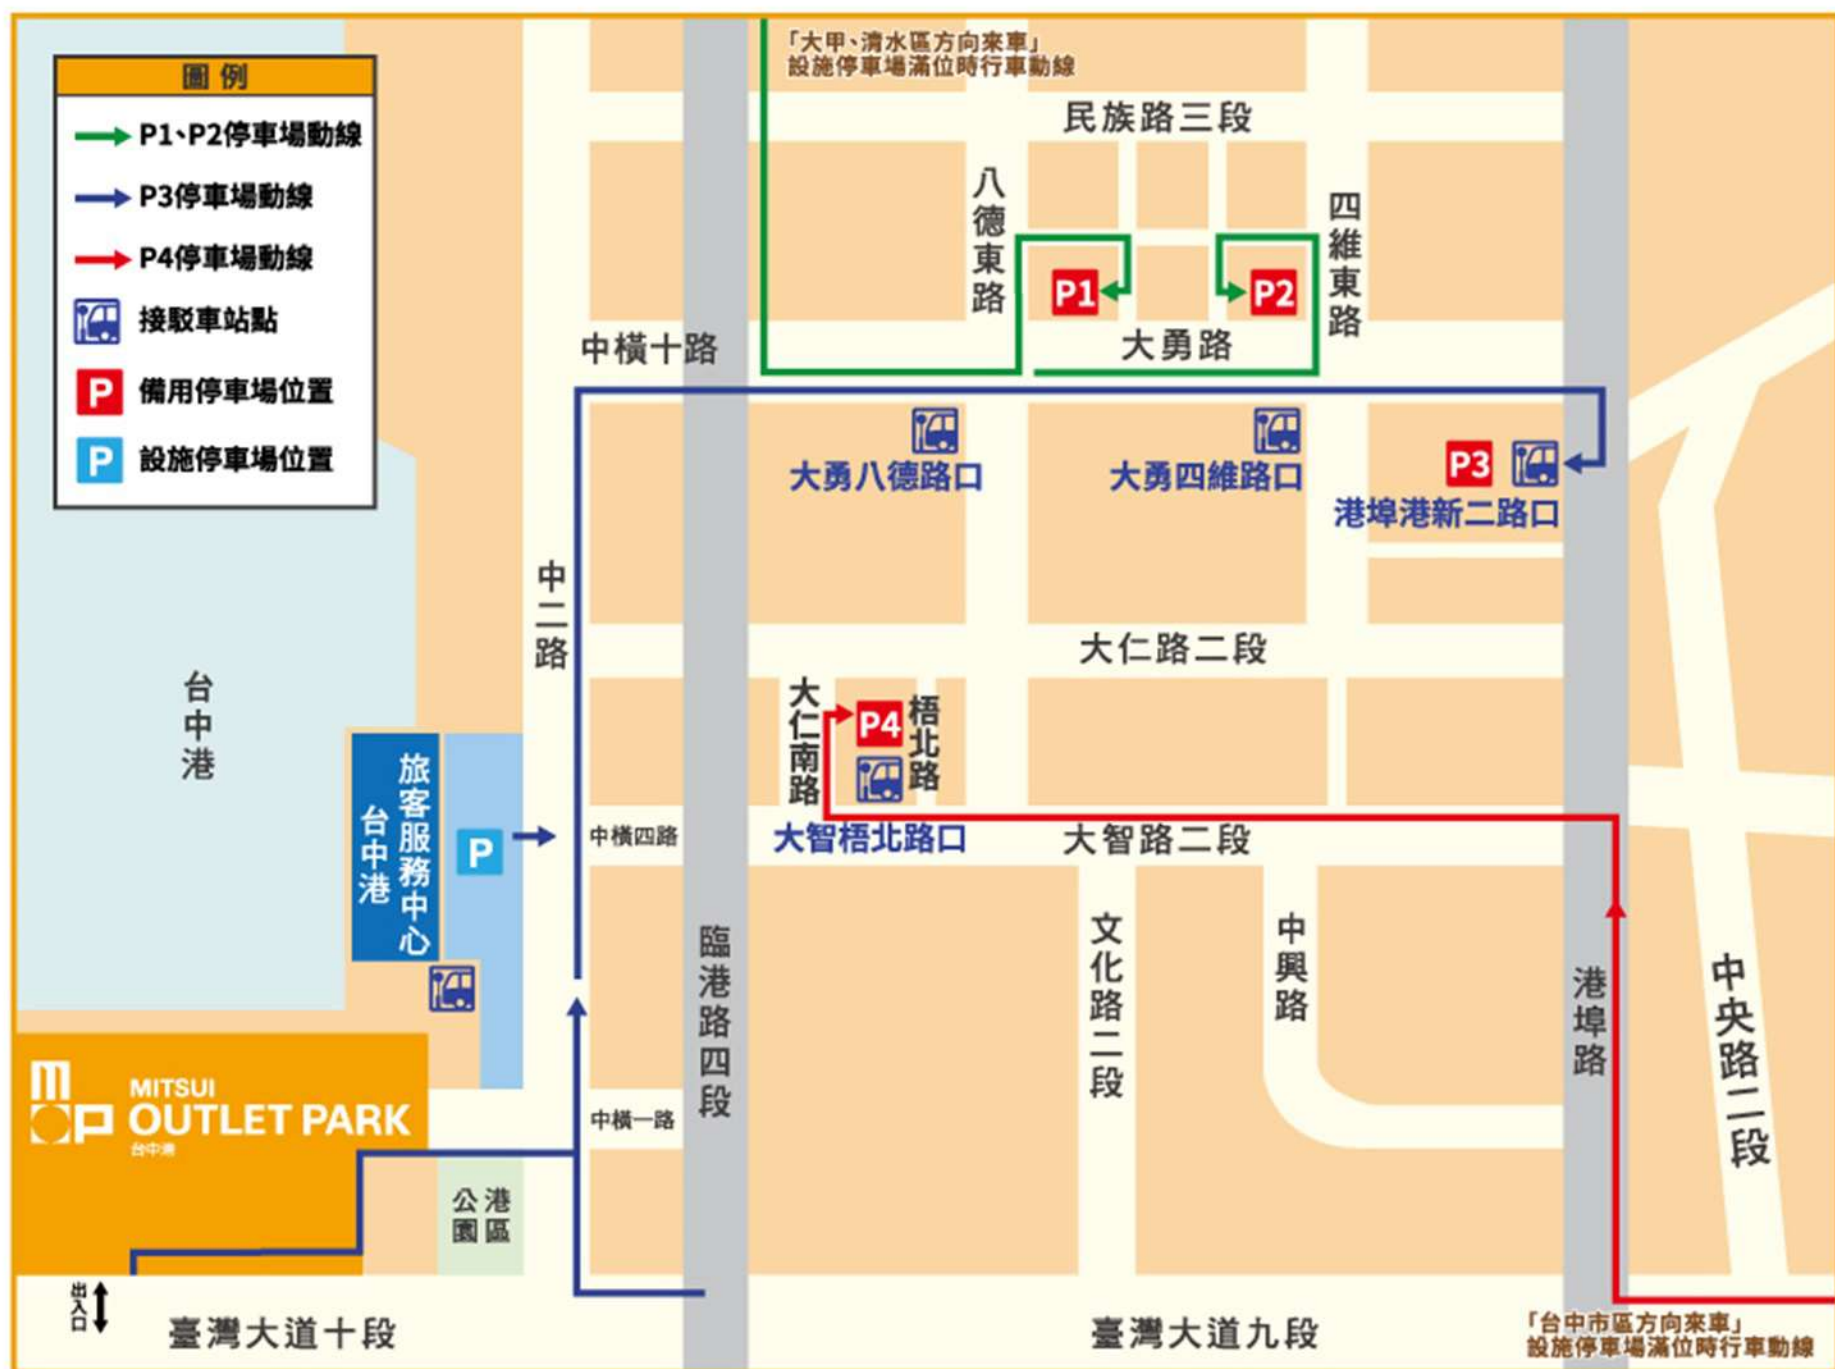 圖例
P1、P2停車場動線
P3停車場動線
P4停車場動線
接駁車站點
P 備用停車場位置
P 設施停車場位置
「大甲、清水區方向來車」
設施停車場滿位時行車動線
民族路三段
八德東路
四維東路
P1
P2
中橫十路
大勇路
大勇八德路口
大勇四維路口
P3
港埠港新二路口
中二路
大仁路二段
台中港
大仁南路
P4
梧北路
旅客服務中心
台中港
P
中橫四路
大智梧北路口
大智路二段
臨港路四段
文化路二段
中興路
港埠路
中央路二段
MITSUI
OUTLET PARK
台中港
中橫一路
港區
公園
出入口
臺灣大道十段
臺灣大道九段
「台中市區方向來車」
設施停車場滿位時行車動線